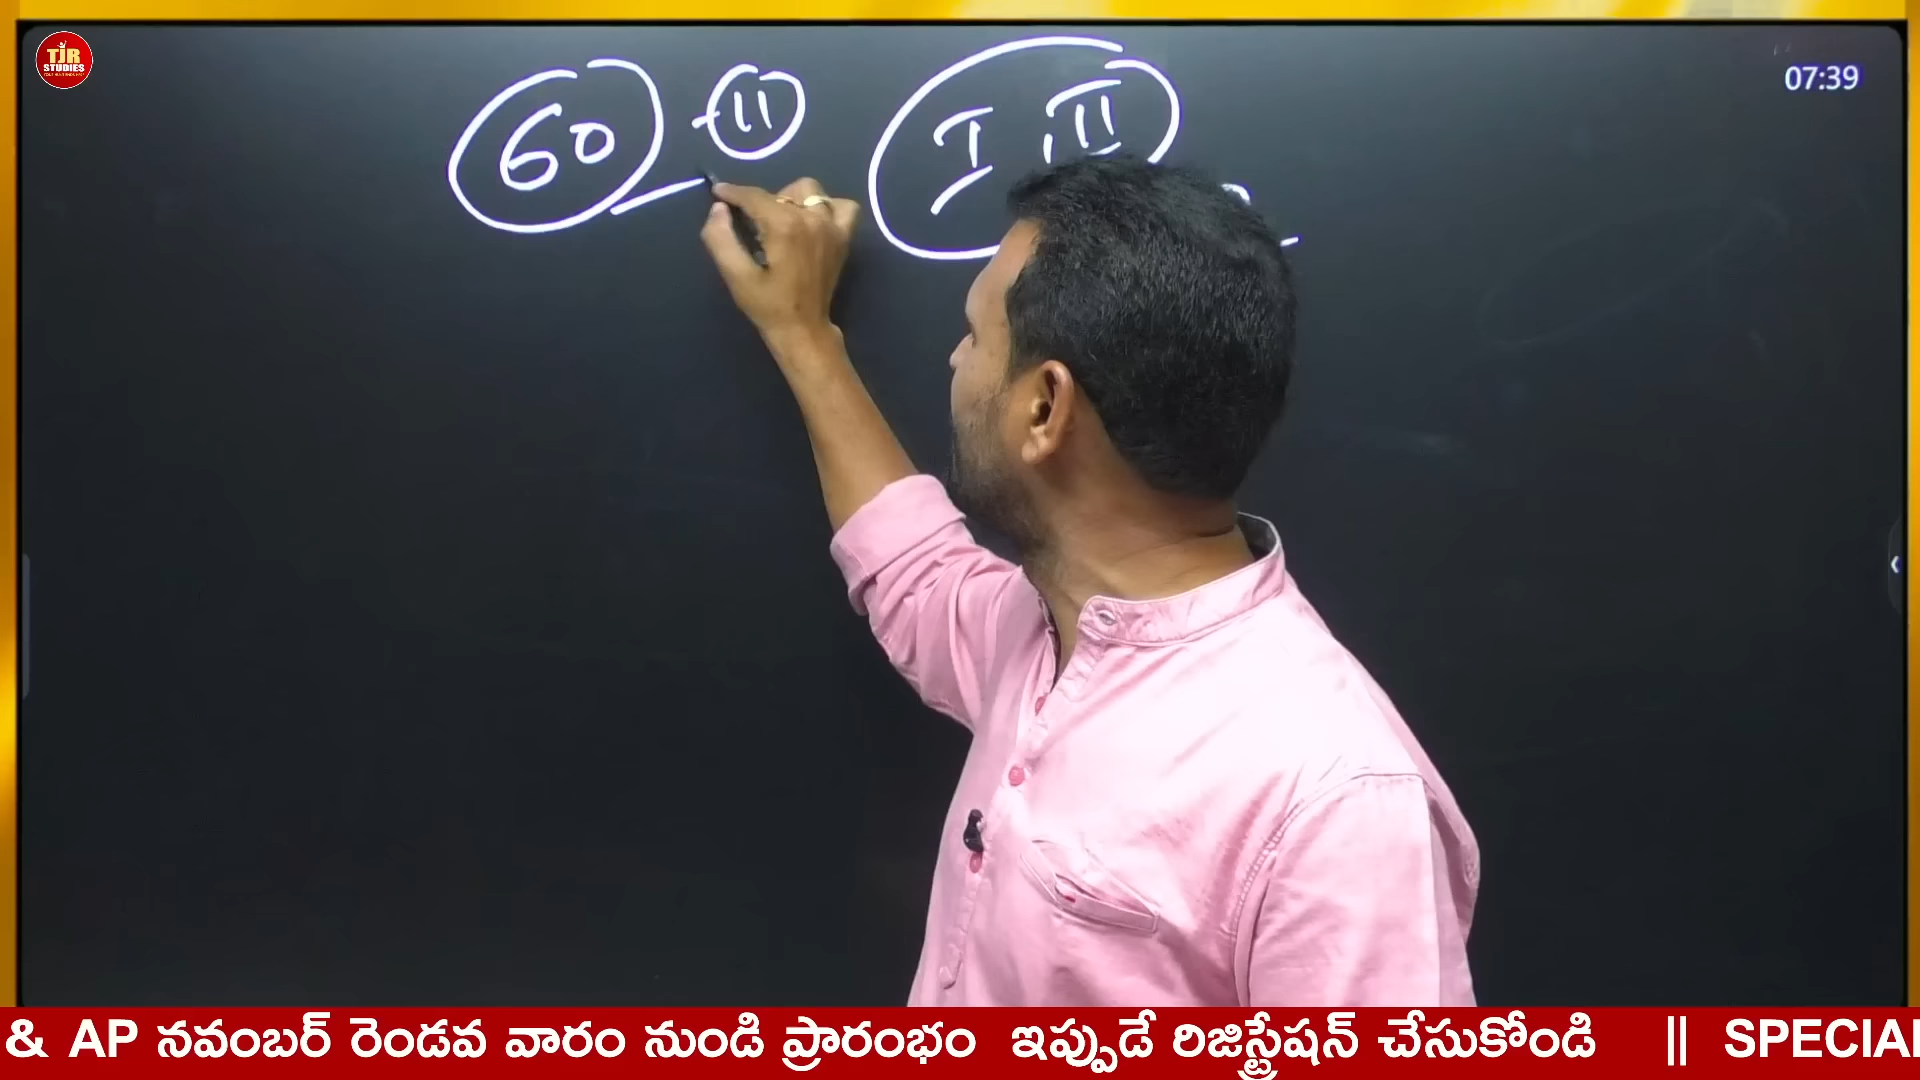 TJR
STUDIES
07:39
60 - 11 I, II
& AP నవంబర్ రెండవ వారం నుండి ప్రారంభం ఇప్పుడే రిజిస్ట్రేషన్ చేసుకోండి || SPECIAL